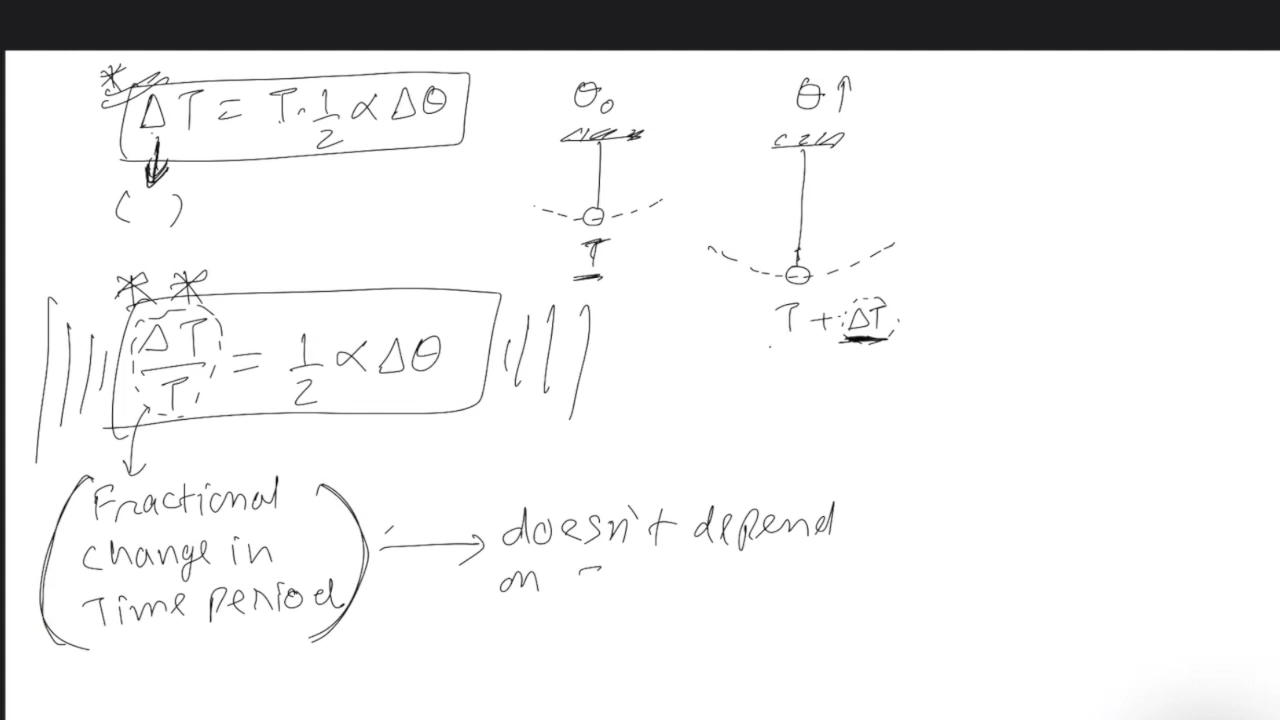 ΔT = T·1/2 ∝ Δθ
( )
ΔT/T = 1/2 ∝ Δθ
Fractional
change in
Time period
doesn't depend
on
θ₀
T
θ↑
T + ΔT